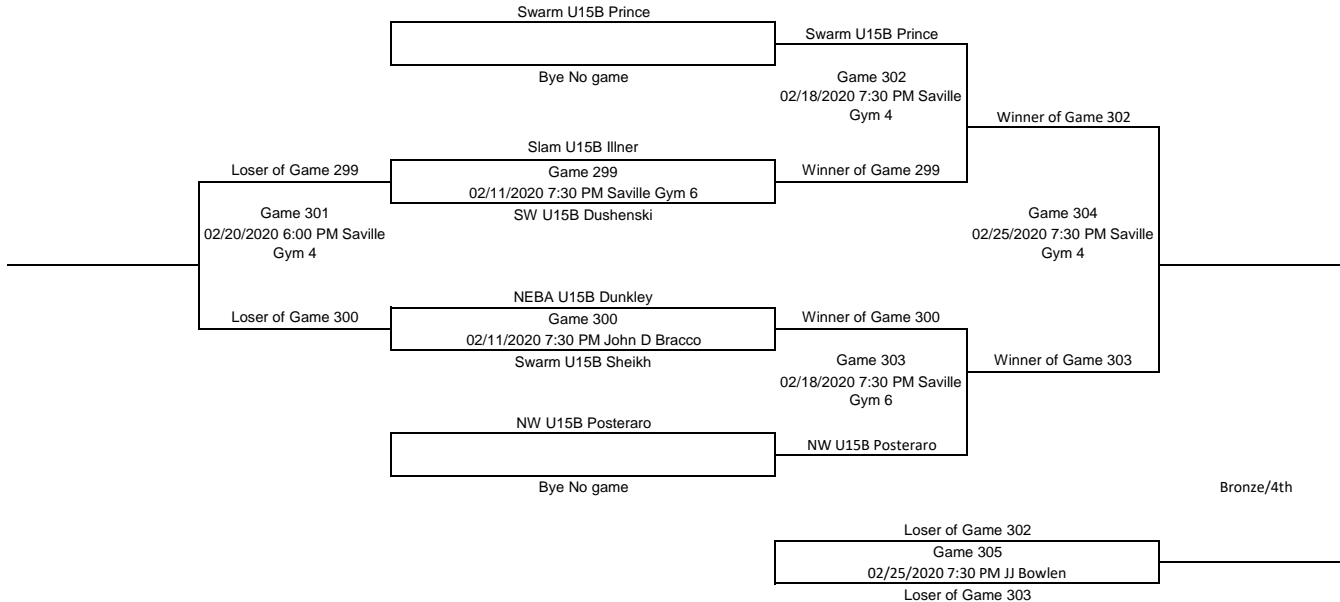 Swarm U15B Prince
Swarm U15B Prince
Bye No game
Game 302
02/18/2020 7:30 PM Saville
Gym 4
Winner of Game 302
Slam U15B Illner
Loser of Game 299
Game 299
Winner of Game 299
02/11/2020 7:30 PM Saville Gym 6
SW U15B Dushenski
Game 301
02/20/2020 6:00 PM Saville
Gym 4
Game 304
02/25/2020 7:30 PM Saville
Gym 4
NEBA U15B Dunkley
Loser of Game 300
Game 300
Winner of Game 300
02/11/2020 7:30 PM John D Bracco
Swarm U15B Sheikh
Game 303
02/18/2020 7:30 PM Saville
Gym 6
Winner of Game 303
NW U15B Posteraro
NW U15B Posteraro
Bye No game
Bronze/4th
Loser of Game 302
Game 305
02/25/2020 7:30 PM JJ Bowlen
Loser of Game 303